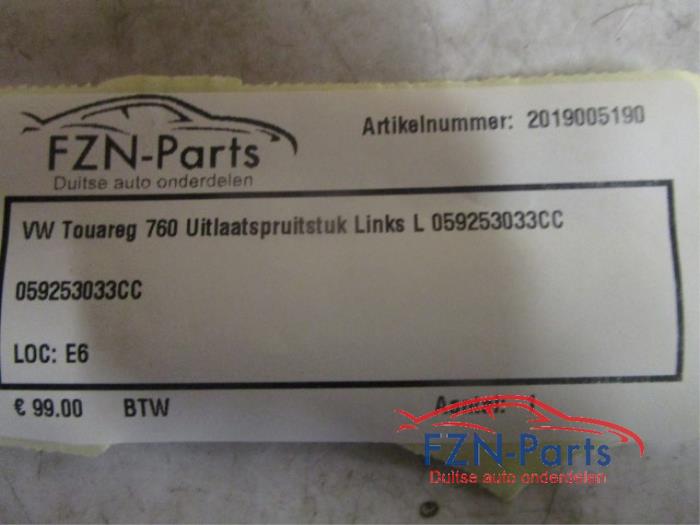 FZN-Parts
Duitse auto onderdelen
Artikelnummer: 2019005190
VW Touareg 760 Uitlaatspruitstuk Links L 059253033CC
059253033CC
LOC: E6
€ 99.00 BTW
FZN-Parts
Duitse auto onderdelen